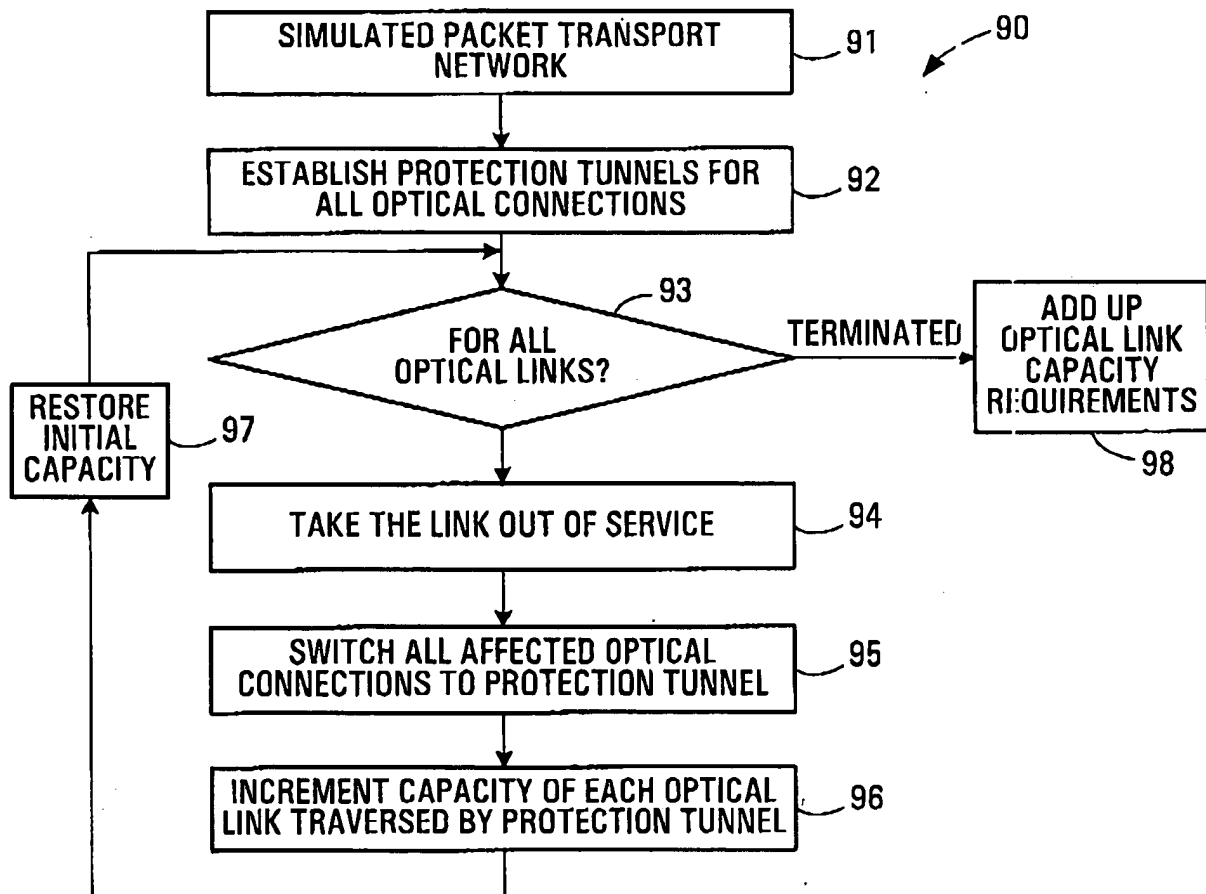 SIMULATED PACKET TRANSPORT
NETWORK
91
90
ESTABLISH PROTECTION TUNNELS FOR
ALL OPTICAL CONNECTIONS
92
93
FOR ALL
OPTICAL LINKS?
TERMINATED
ADD UP
OPTICAL LINK
CAPACITY
REQUIREMENTS
98
RESTORE
INITIAL
CAPACITY
97
TAKE THE LINK OUT OF SERVICE
94
SWITCH ALL AFFECTED OPTICAL
CONNECTIONS TO PROTECTION TUNNEL
95
INCREMENT CAPACITY OF EACH OPTICAL
LINK TRAVERSED BY PROTECTION TUNNEL
96